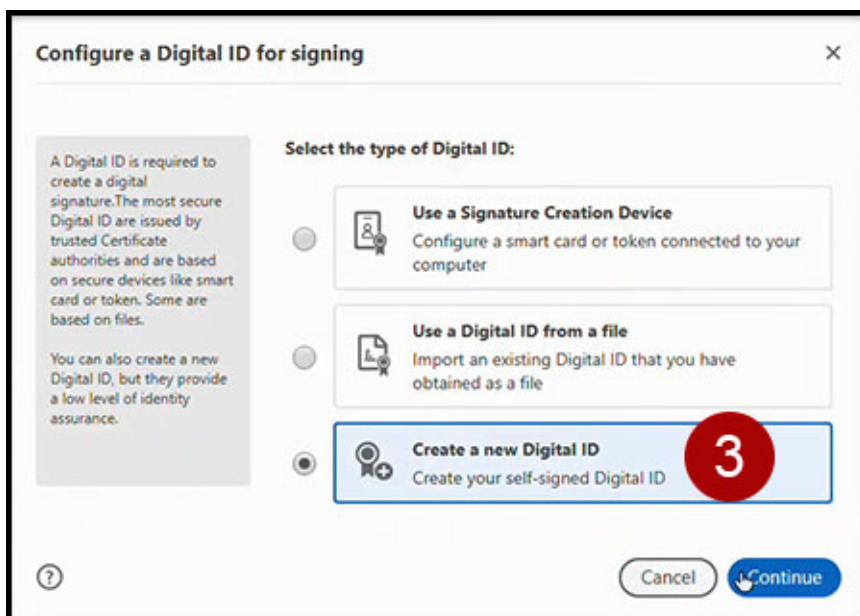 Configure a Digital ID for signing
A Digital ID is required to
create a digital
signature.The most secure
Digital ID are issued by
trusted Certificate
authorities and are based
on secure devices like smart
card or token. Some are
based on files.
You can also create a new
Digital ID, but they provide
a low level of identity
assurance.
Select the type of Digital ID:
Use a Signature Creation Device
Configure a smart card or token connected to your
computer
Use a Digital ID from a file
Import an existing Digital ID that you have
obtained as a file
Create a new Digital ID
Create your self-signed Digital ID
3
?
Cancel
Continue